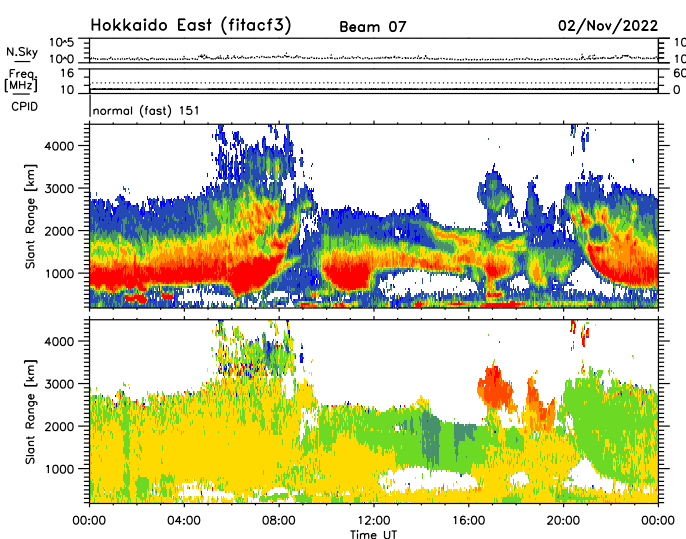 Hokkaido East (fitacf3) Beam 07 02/Nov/2022
N.Sky 10^5 10^0 10 10
Freq. [MHz] 16 10 60 0
CPID normal (fast) 151
Slant Range [km] 4000 3000 2000 1000
Slant Range [km] 4000 3000 2000 1000
00:00 04:00 08:00 12:00 16:00 20:00 00:00
Time UT